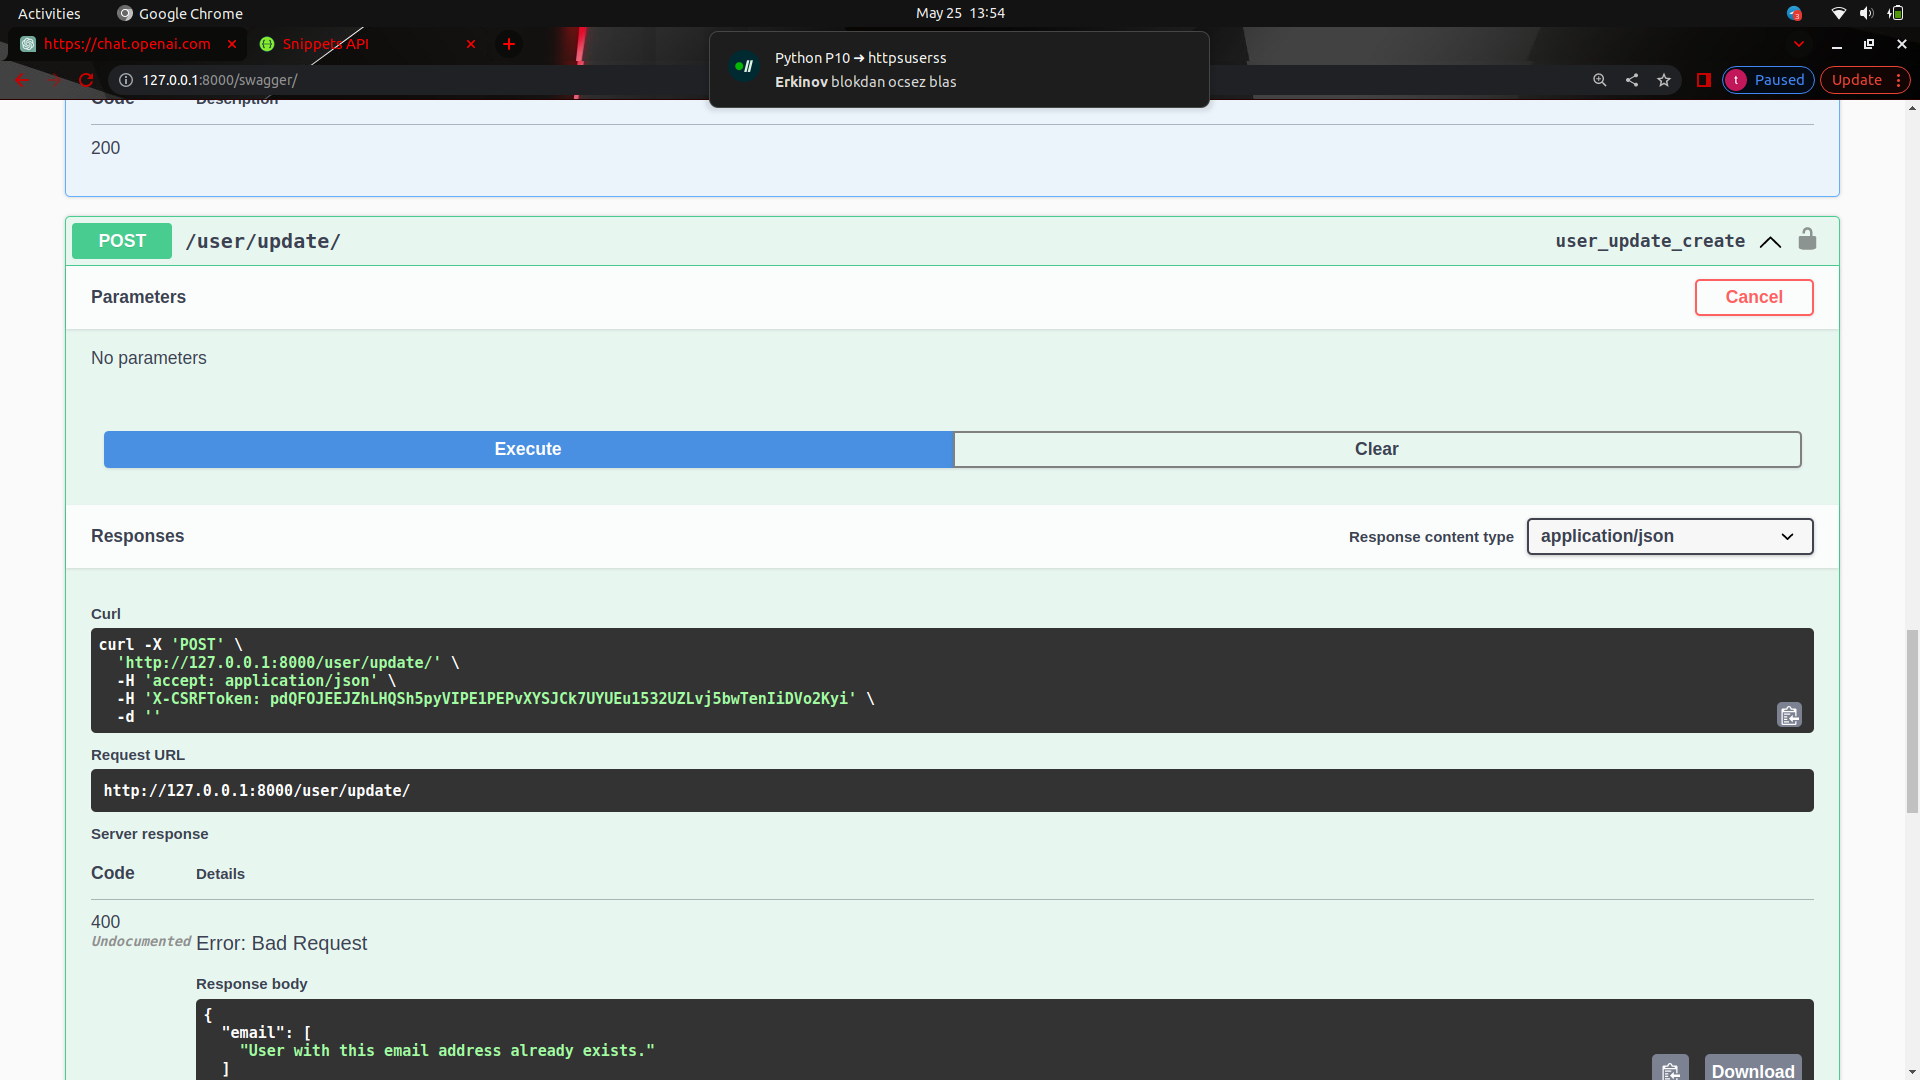 Activities
Google Chrome
May 25 13:54
3
https://chat.openai.com
Snippets API
127.0.0.1:8000/swagger/
t
Paused
Update
Python P10 ➜ httpsuserss
Erkinov blokdan ocsez blas
Code Description
200
POST /user/update/ user_update_create
Parameters
Cancel
No parameters
Execute
Clear
Responses
Response content type
application/json
Curl
curl -X 'POST' \
'http://127.0.0.1:8000/user/update/' \
-H 'accept: application/json' \
-H 'X-CSRFToken: pdQFOJEEJZhLHQSh5pyVIPE1PEPvXYSJCk7UYUEu1532UZLvj5bwTenIiDVo2Kyi' \
-d ''
Request URL
http://127.0.0.1:8000/user/update/
Server response
Code Details
400
Undocumented
Error: Bad Request
Response body
{
"email": [
"User with this email address already exists."
]
Download